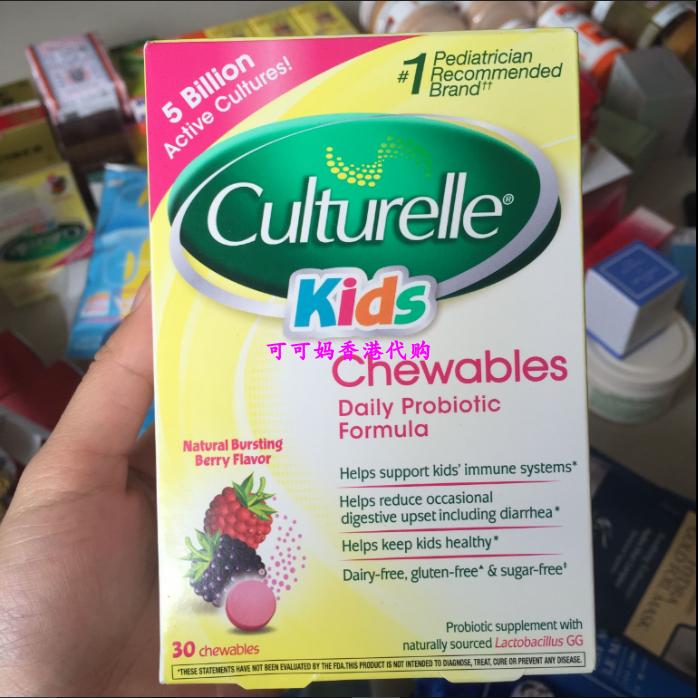 5 Billion
Active Cultures!
#1 Pediatrician
Recommended
Brand††
Culturelle®
Kids
可可妈香港代购
Chewables
Daily Probiotic
Formula
Natural Bursting
Berry Flavor
Helps support kids' immune systems*
Helps reduce occasional
digestive upset including diarrhea*
Helps keep kids healthy*
Dairy-free, gluten-free▲ & sugar-free‡
30 chewables
Probiotic supplement with
naturally sourced Lactobacillus GG
*THESE STATEMENTS HAVE NOT BEEN EVALUATED BY THE FDA.THIS PRODUCT IS NOT INTENDED TO DIAGNOSE, TREAT, CURE OR PREVENT ANY DISEASE.